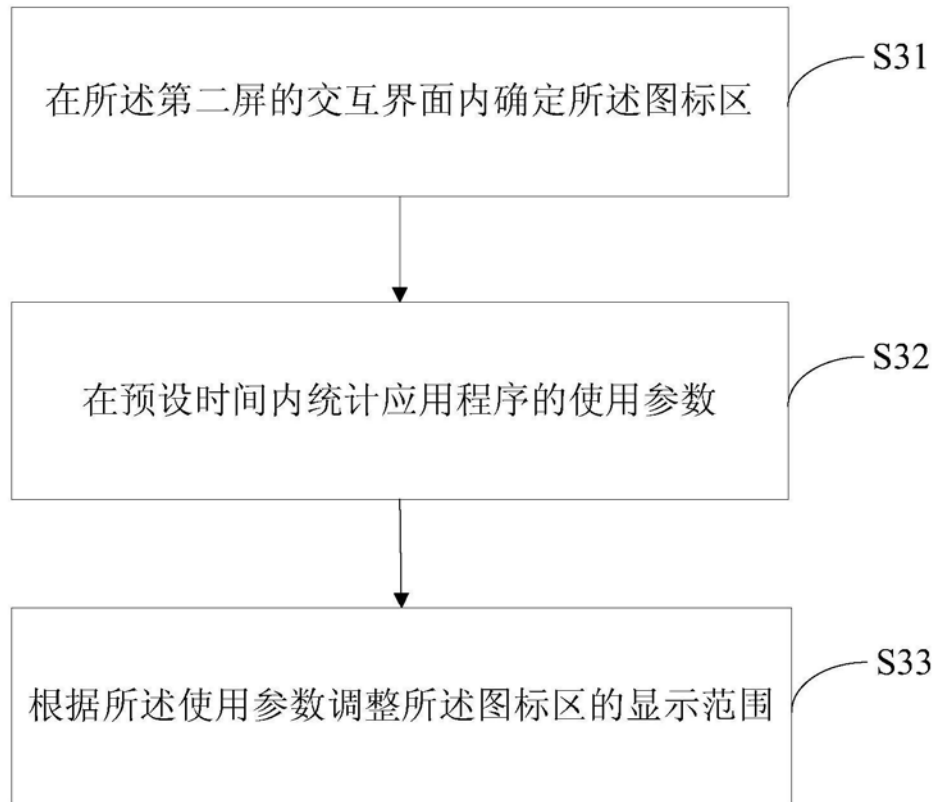 在所述第二屏的交互界面内确定所述图标区
S31
在预设时间内统计应用程序的使用参数
S32
根据所述使用参数调整所述图标区的显示范围
S33